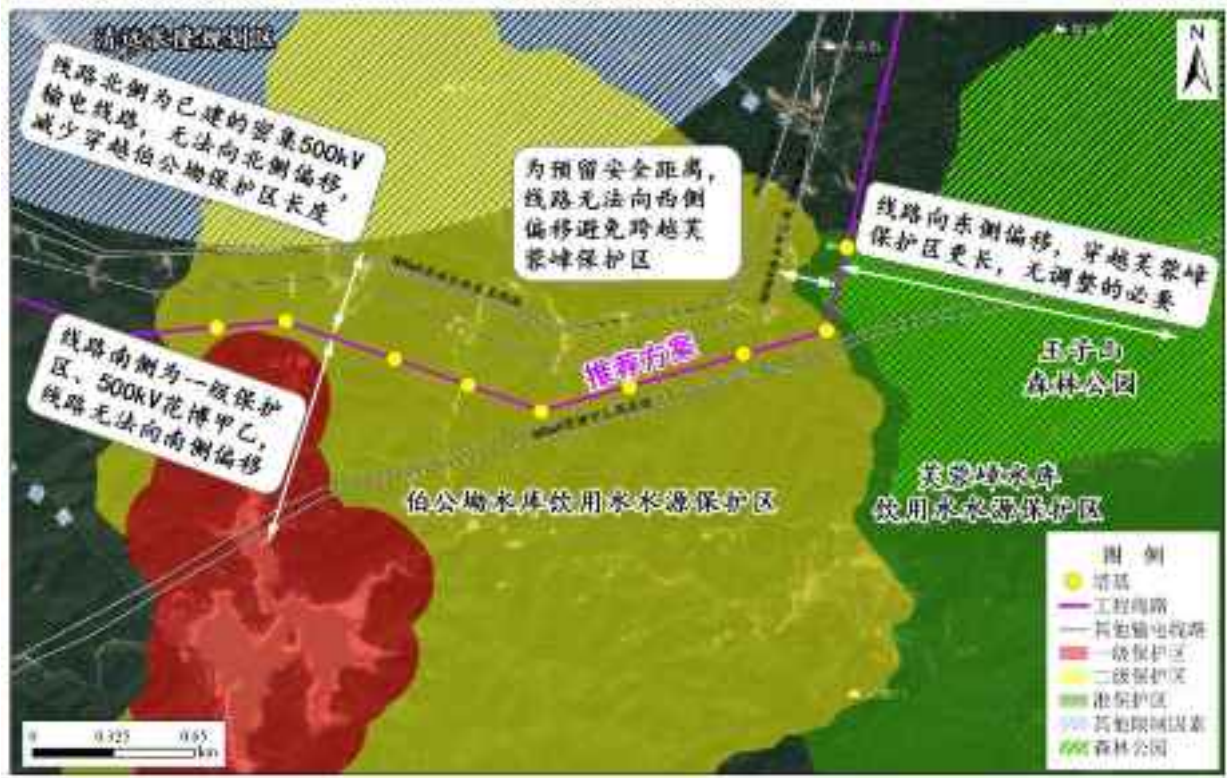 线路北侧为已建的密集500kV
输电线路，无法向北侧偏移，
减少穿越伯公坳保护区长度
为预留安全距离，
线路无法向西侧
偏移避免跨越芙
蓉嶂保护区
N
线路向东侧偏移，穿越芙蓉嶂
保护区更长，无调整的必要
线路南侧为一级保护
区、500kV花博甲乙，
线路无法向南侧偏移
推荐方案
王子山
森林公园
伯公坳水库饮用水水源保护区
芙蓉嶂水库
饮用水水源保护区
图 例
塔基
工程线路
其他输电线路
一级保护区
二级保护区
准保护区
其他限制因素
森林公园
0 0.325 0.65
km